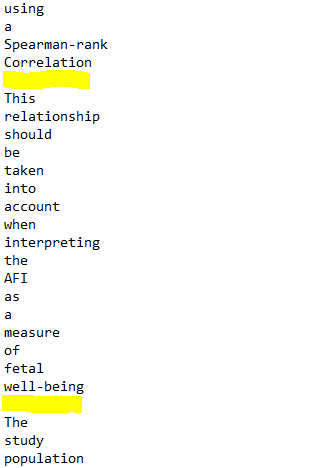 using
a
Spearman-rank
Correlation
This
relationship
should
be
taken
into
account
when
interpreting
the
AFI
as
a
measure
of
fetal
well-being
The
study
population